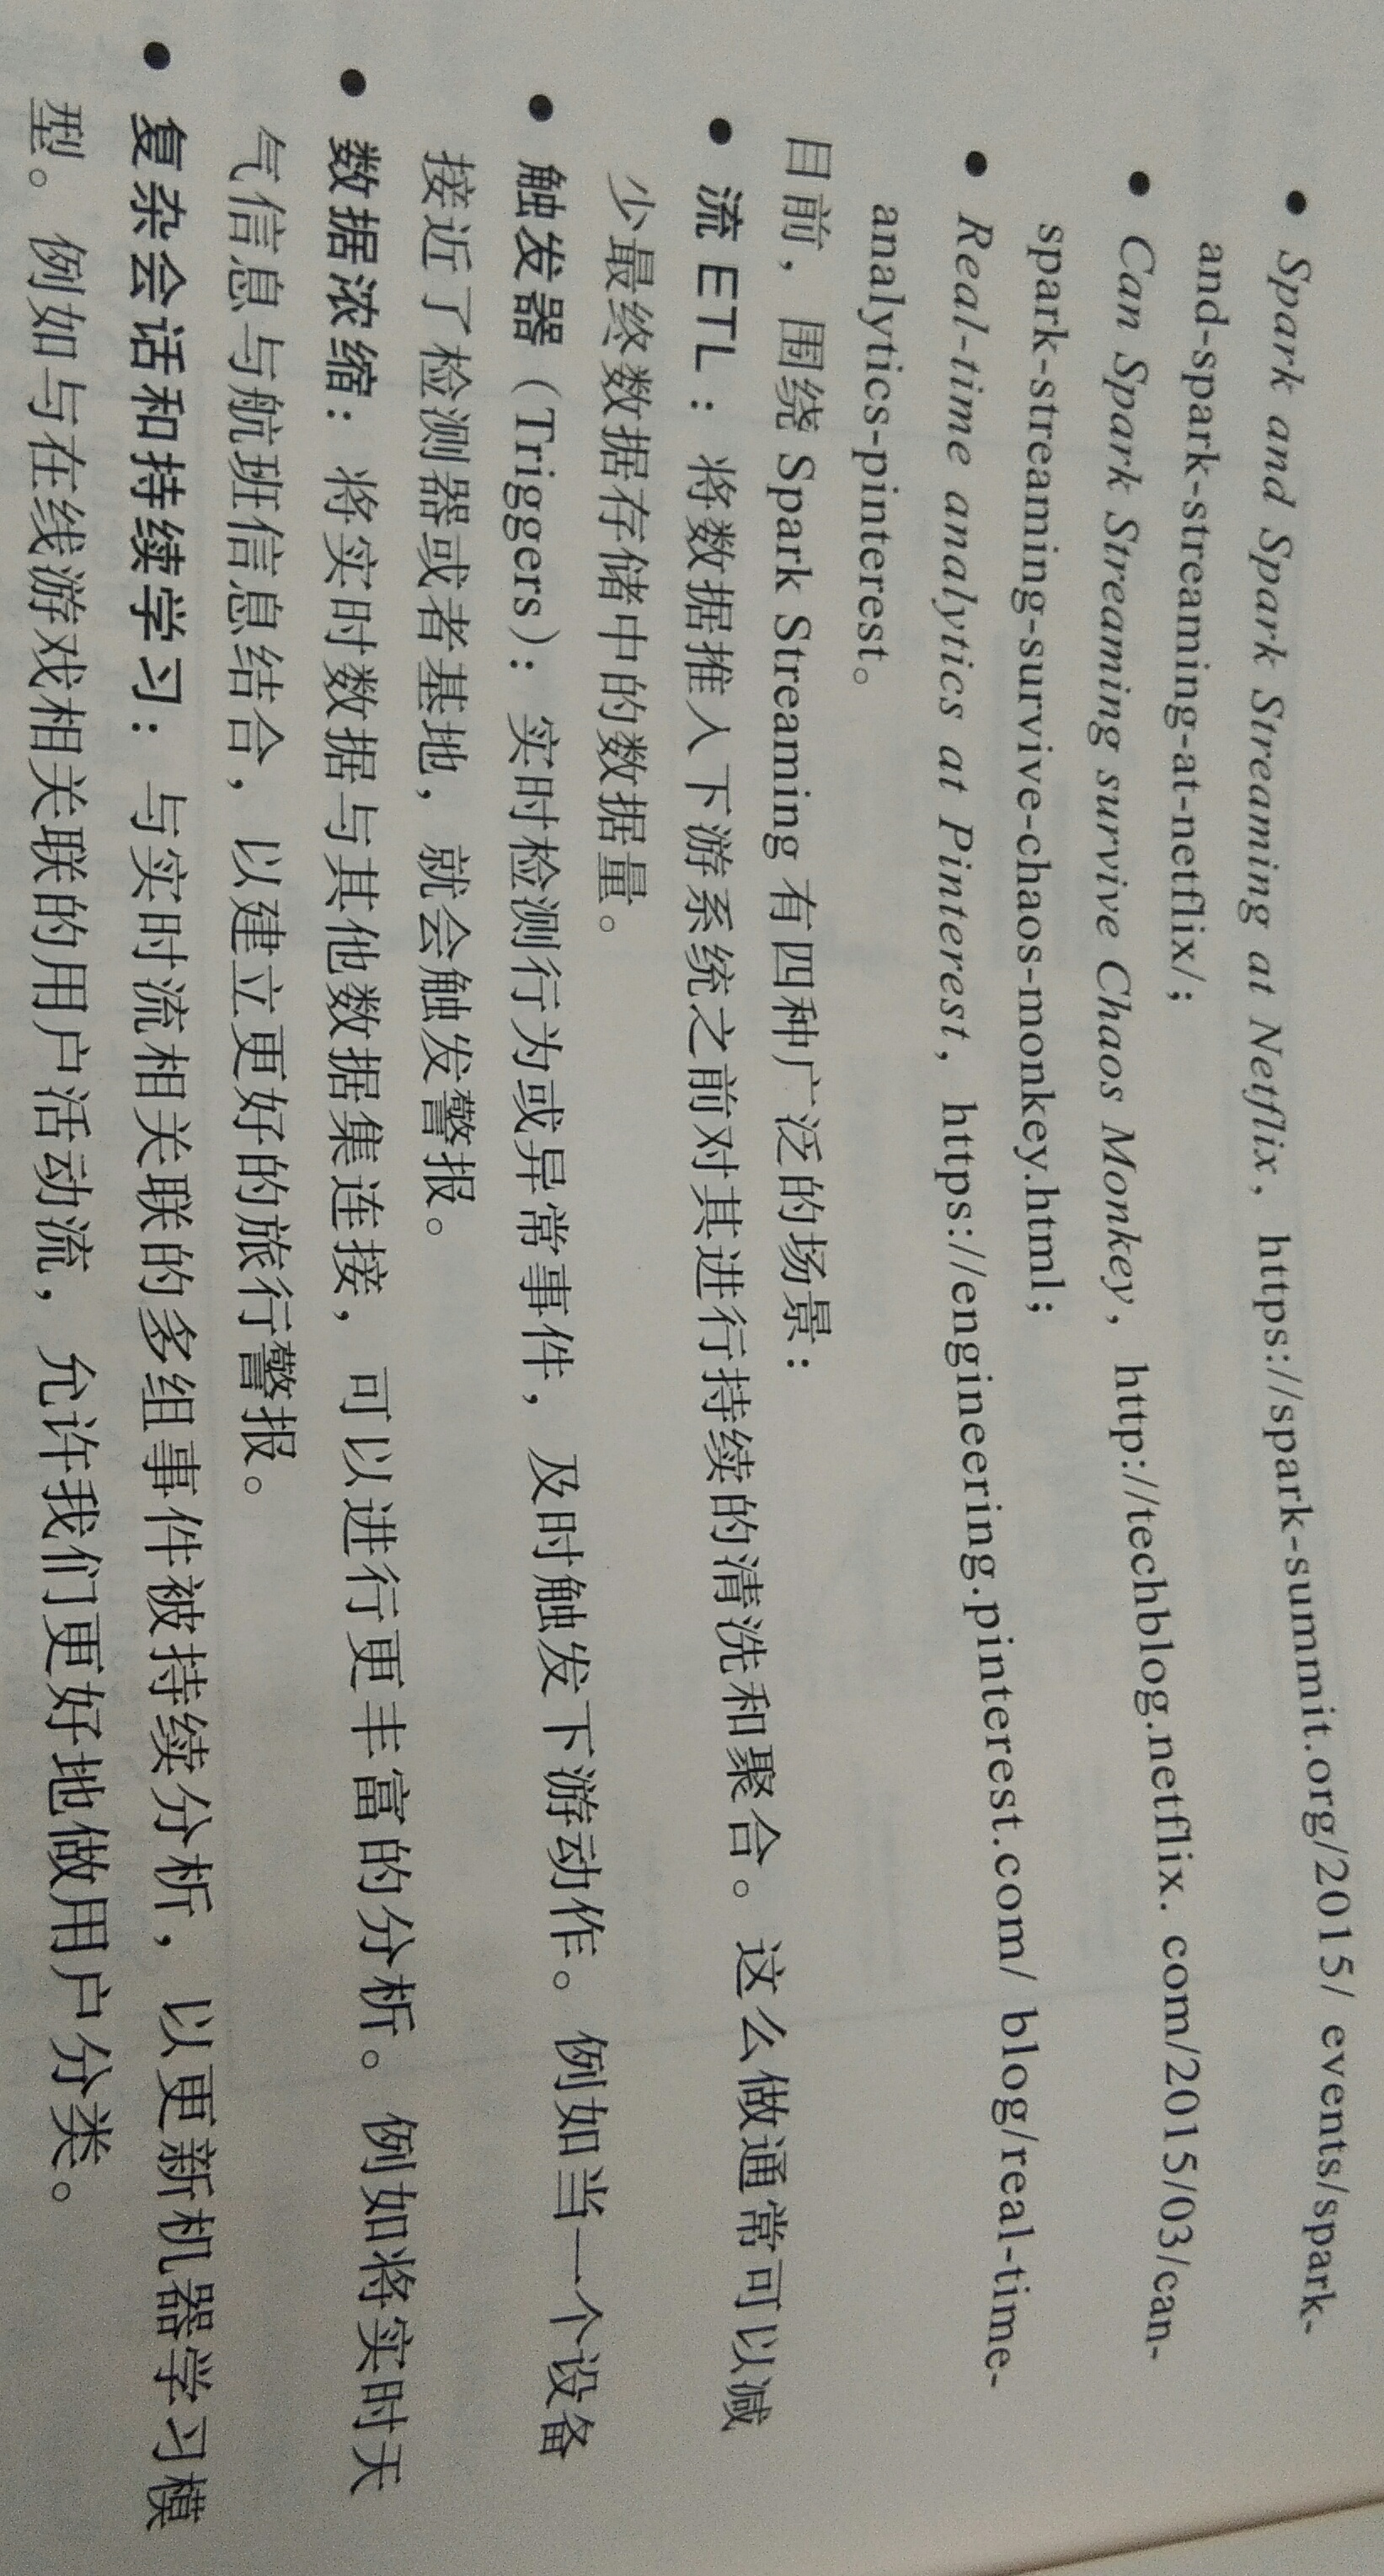 • Spark and Spark Streaming at Netflix，https://spark-summit.org/2015/ events/spark-
and-spark-streaming-at-netflix/；
• Can Spark Streaming survive Chaos Monkey，http://techblog.netflix. com/2015/03/can-
spark-streaming-survive-chaos-monkey.html；
• Real-time analytics at Pinterest，https://engineering.pinterest.com/ blog/real-time-
analytics-pinterest。
目前，围绕 Spark Streaming 有四种广泛的场景：
• 流 ETL：将数据推入下游系统之前对其进行持续的清洗和聚合。这么做通常可以减
少最终数据存储中的数据量。
• 触发器（Triggers）：实时检测行为或异常事件，及时触发下游动作。例如当一个设备
接近了检测器或者基地，就会触发警报。
• 数据浓缩：将实时数据与其他数据集连接，可以进行更丰富的分析。例如将实时天
气信息与航班信息结合，以建立更好的旅行警报。
• 复杂会话和持续学习：与实时流相关联的多组事件被持续分析，以更新机器学习模
型。例如与在线游戏相关联的用户活动流，允许我们更好地做用户分类。